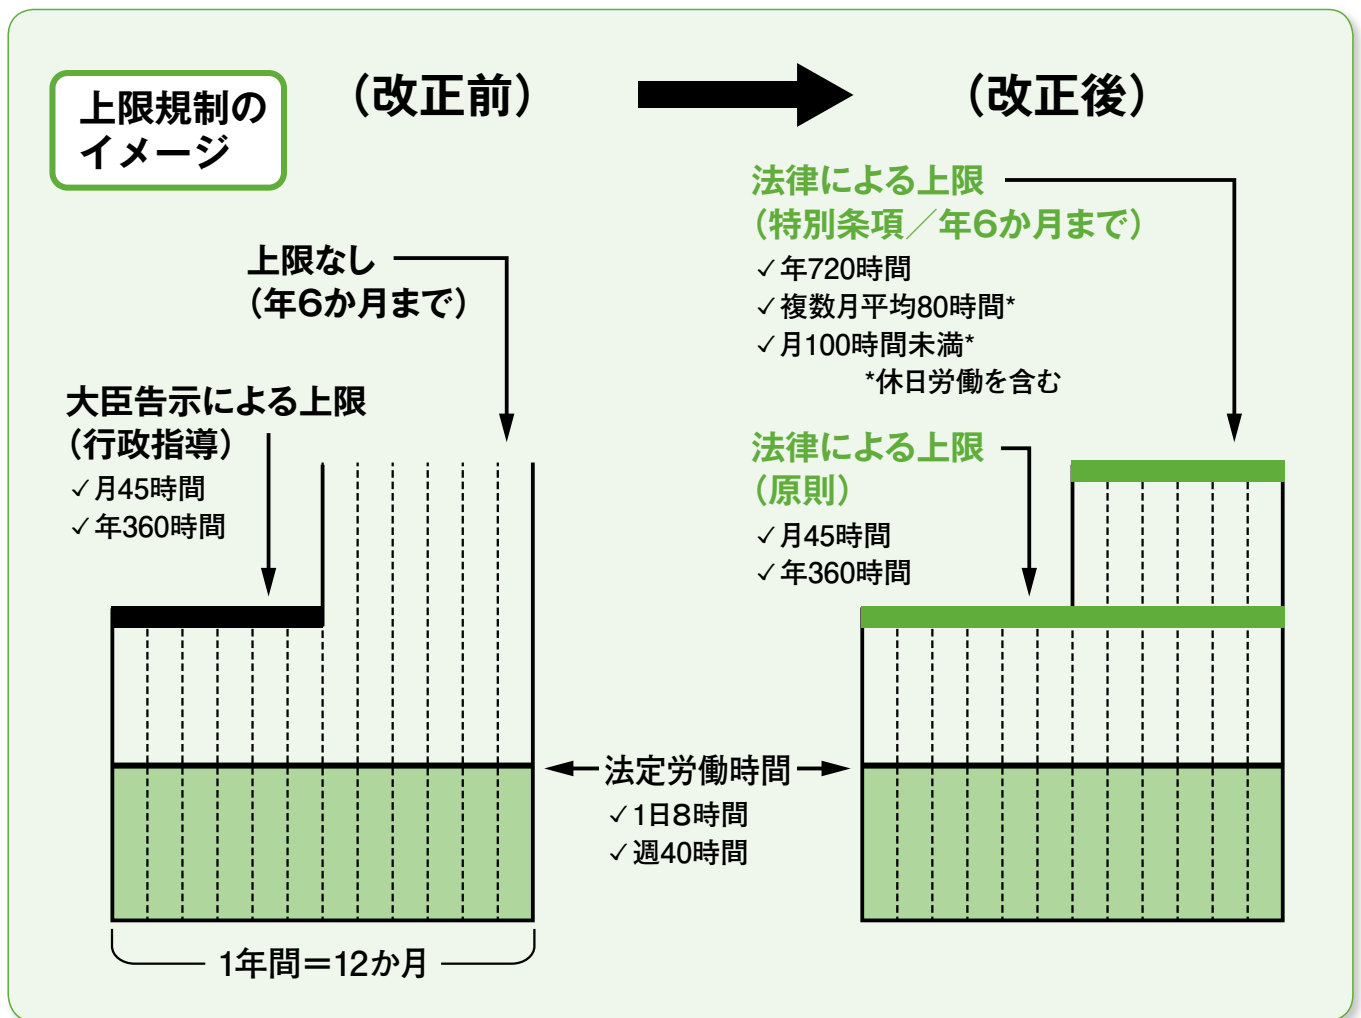 上限規制の
イメージ
（改正前）
（改正後）
上限なし
（年6か月まで）
大臣告示による上限
（行政指導）
✓月45時間
✓年360時間
法律による上限
（特別条項／年6か月まで）
✓年720時間
✓複数月平均80時間*
✓月100時間未満*
*休日労働を含む
法律による上限
（原則）
✓月45時間
✓年360時間
法定労働時間
✓1日8時間
✓週40時間
1年間＝12か月